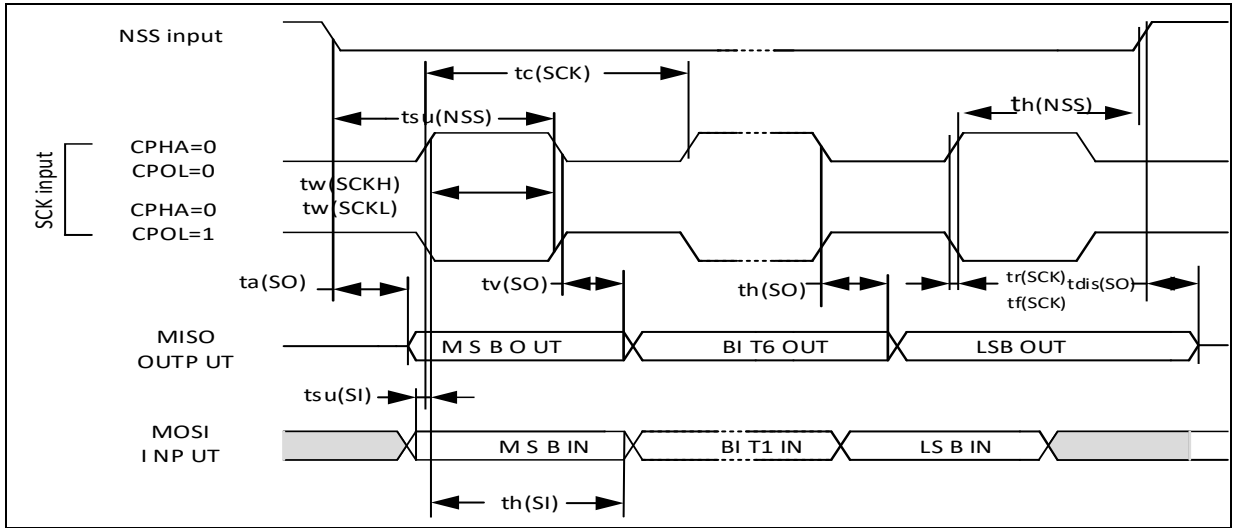 NSS input
tc(SCK)
tsu(NSS)
th(NSS)
SCK input
CPHA=0
CPOL=0
tw(SCKH)
CPHA=0
tw(SCKL)
CPOL=1
ta(SO)
tv(SO)
th(SO)
tr(SCK)
tdis(SO)
tf(SCK)
MISO
OUTP UT
M S B O UT
BI T6 OUT
LSB OUT
tsu(SI)
MOSI
I NP UT
M S B IN
BI T1 IN
LS B IN
th(SI)